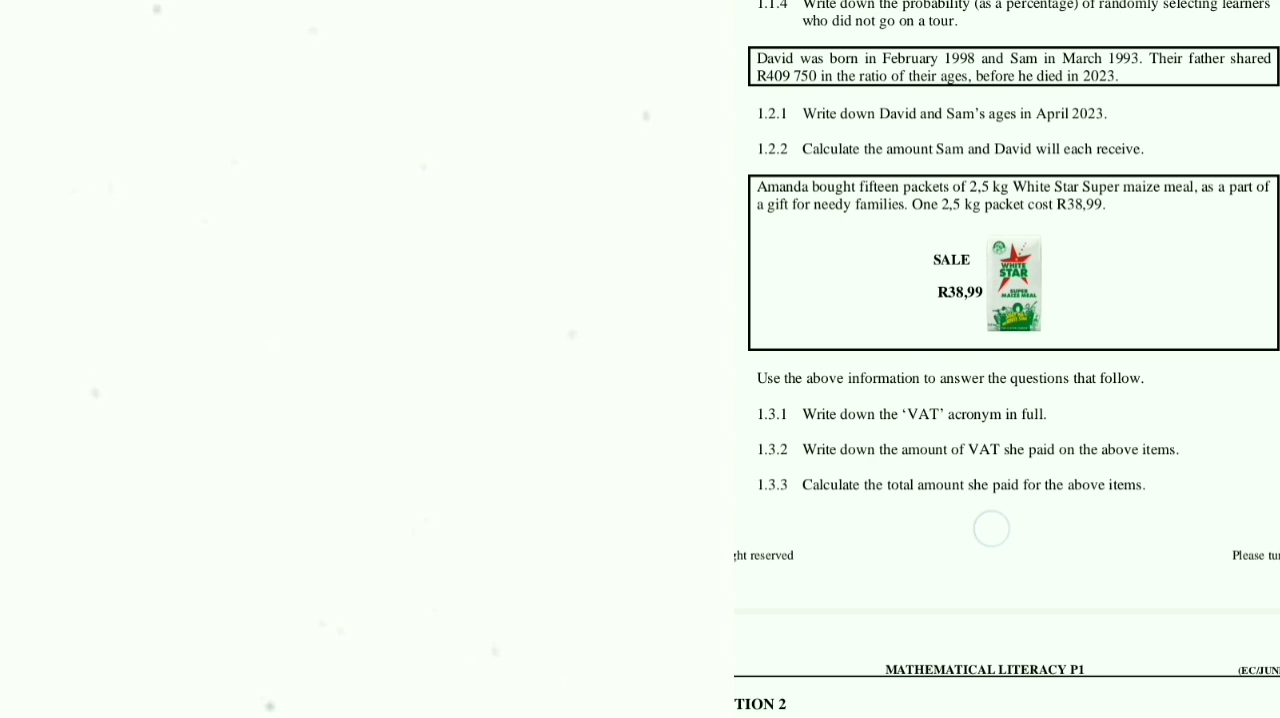 1.1.4 Write down the probability (as a percentage) of randomly selecting learners
who did not go on a tour.
David was born in February 1998 and Sam in March 1993. Their father shared
R409 750 in the ratio of their ages, before he died in 2023.
1.2.1 Write down David and Sam's ages in April 2023.
1.2.2 Calculate the amount Sam and David will each receive.
Amanda bought fifteen packets of 2,5 kg White Star Super maize meal, as a part of
a gift for needy families. One 2,5 kg packet cost R38,99.
SALE
R38,99
WHITE
STAR
SUPER
MAIZE MEAL
Use the above information to answer the questions that follow.
1.3.1 Write down the ‘VAT’ acronym in full.
1.3.2 Write down the amount of VAT she paid on the above items.
1.3.3 Calculate the total amount she paid for the above items.
ght reserved
Please tu
MATHEMATICAL LITERACY P1
(EC/JUN
TION 2